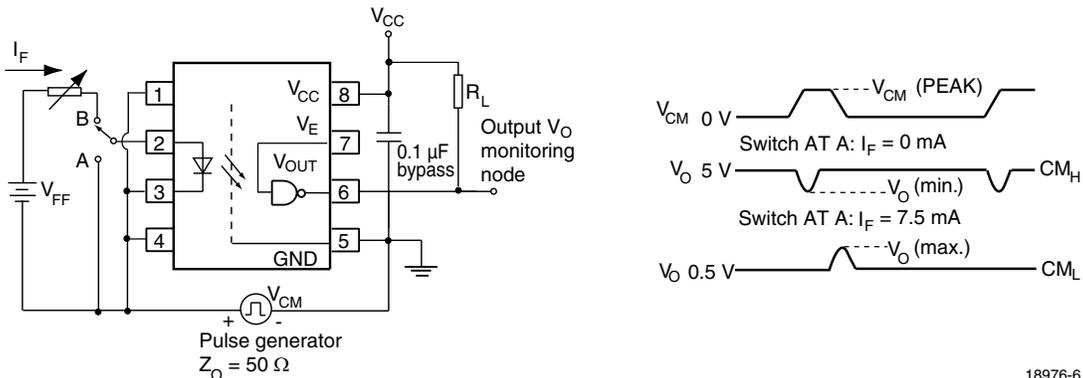 V_CC
I_F
1
V_CC
8
R_L
B
V_E
2
7
Output V_O
monitoring
node
A
V_OUT
0.1 µF
bypass
V_FF
3
6
4
5
GND
V_CM
+
-
Pulse generator
Z_O = 50 Ω
V_CM (PEAK)
V_CM 0 V
Switch AT A: I_F = 0 mA
V_O 5 V
CM_H
V_O (min.)
Switch AT A: I_F = 7.5 mA
V_O (max.)
V_O 0.5 V
CM_L
18976-6